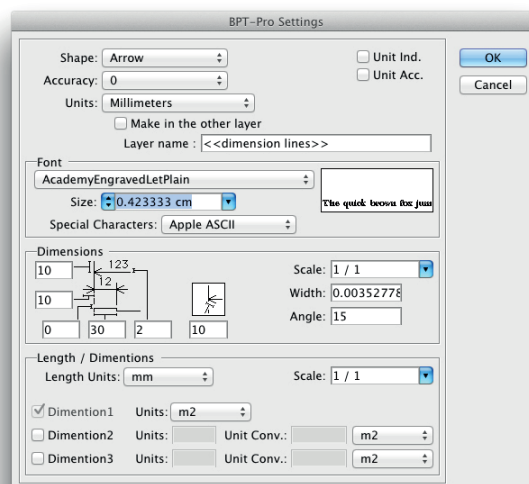 BPT-Pro Settings
Shape: Arrow
Unit Ind.
OK
Accuracy: 0
Unit Acc.
Cancel
Units: Millimeters
Make in the other layer
Layer name : <<dimension lines>>
Font
AcademyEngravedLetPlain
Size: 0.423333 cm
The quick brown fox jum
Special Characters: Apple ASCII
Dimensions
10
123
12
Scale: 1 / 1
10
Width: 0.00352778
0
30
2
10
Angle: 15
Length / Dimentions
Length Units: mm
Scale: 1 / 1
Dimention1 Units: m2
Dimention2 Units: Unit Conv.: m2
Dimention3 Units: Unit Conv.: m2